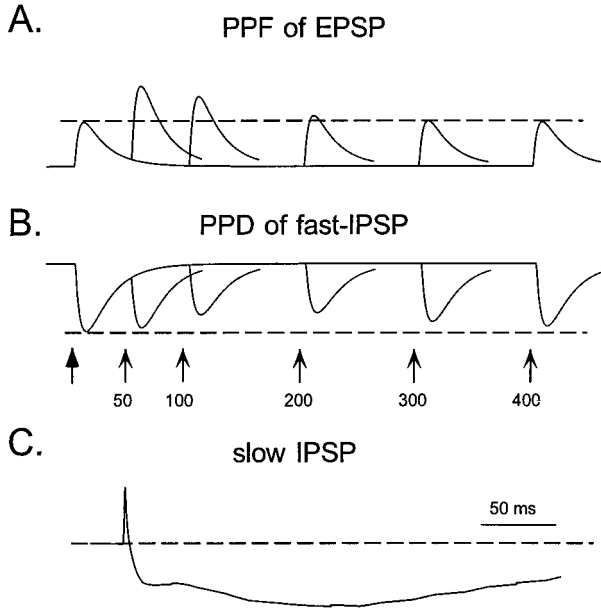 A.
PPF of EPSP
B.
PPD of fast-IPSP
50 100 200 300 400
C.
slow IPSP
50 ms